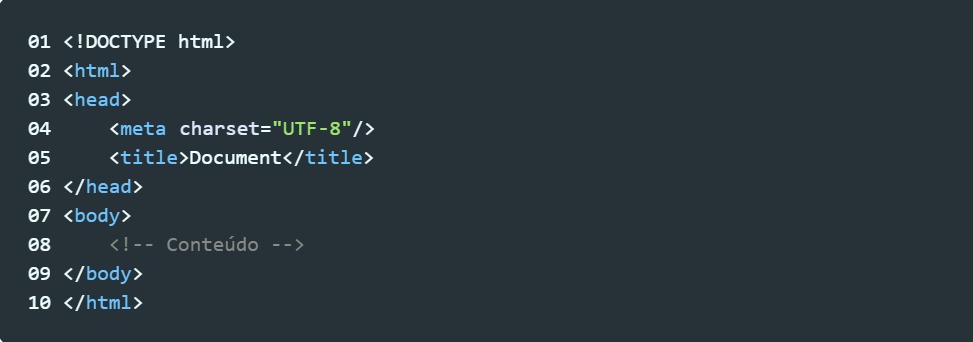 01 <!DOCTYPE html>
02 <html>
03 <head>
04     <meta charset="UTF-8"/>
05     <title>Document</title>
06 </head>
07 <body>
08     <!-- Conteúdo -->
09 </body>
10 </html>